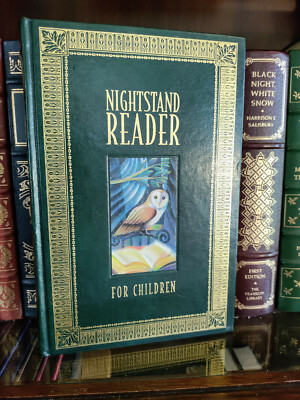 NIGHTSTAND
READER
FOR CHILDREN
BLACK
NIGHT,
WHITE
SNOW
HARRISON E.
SALISBURY
FIRST
EDITION
THE
FRANKLIN
LIBRARY